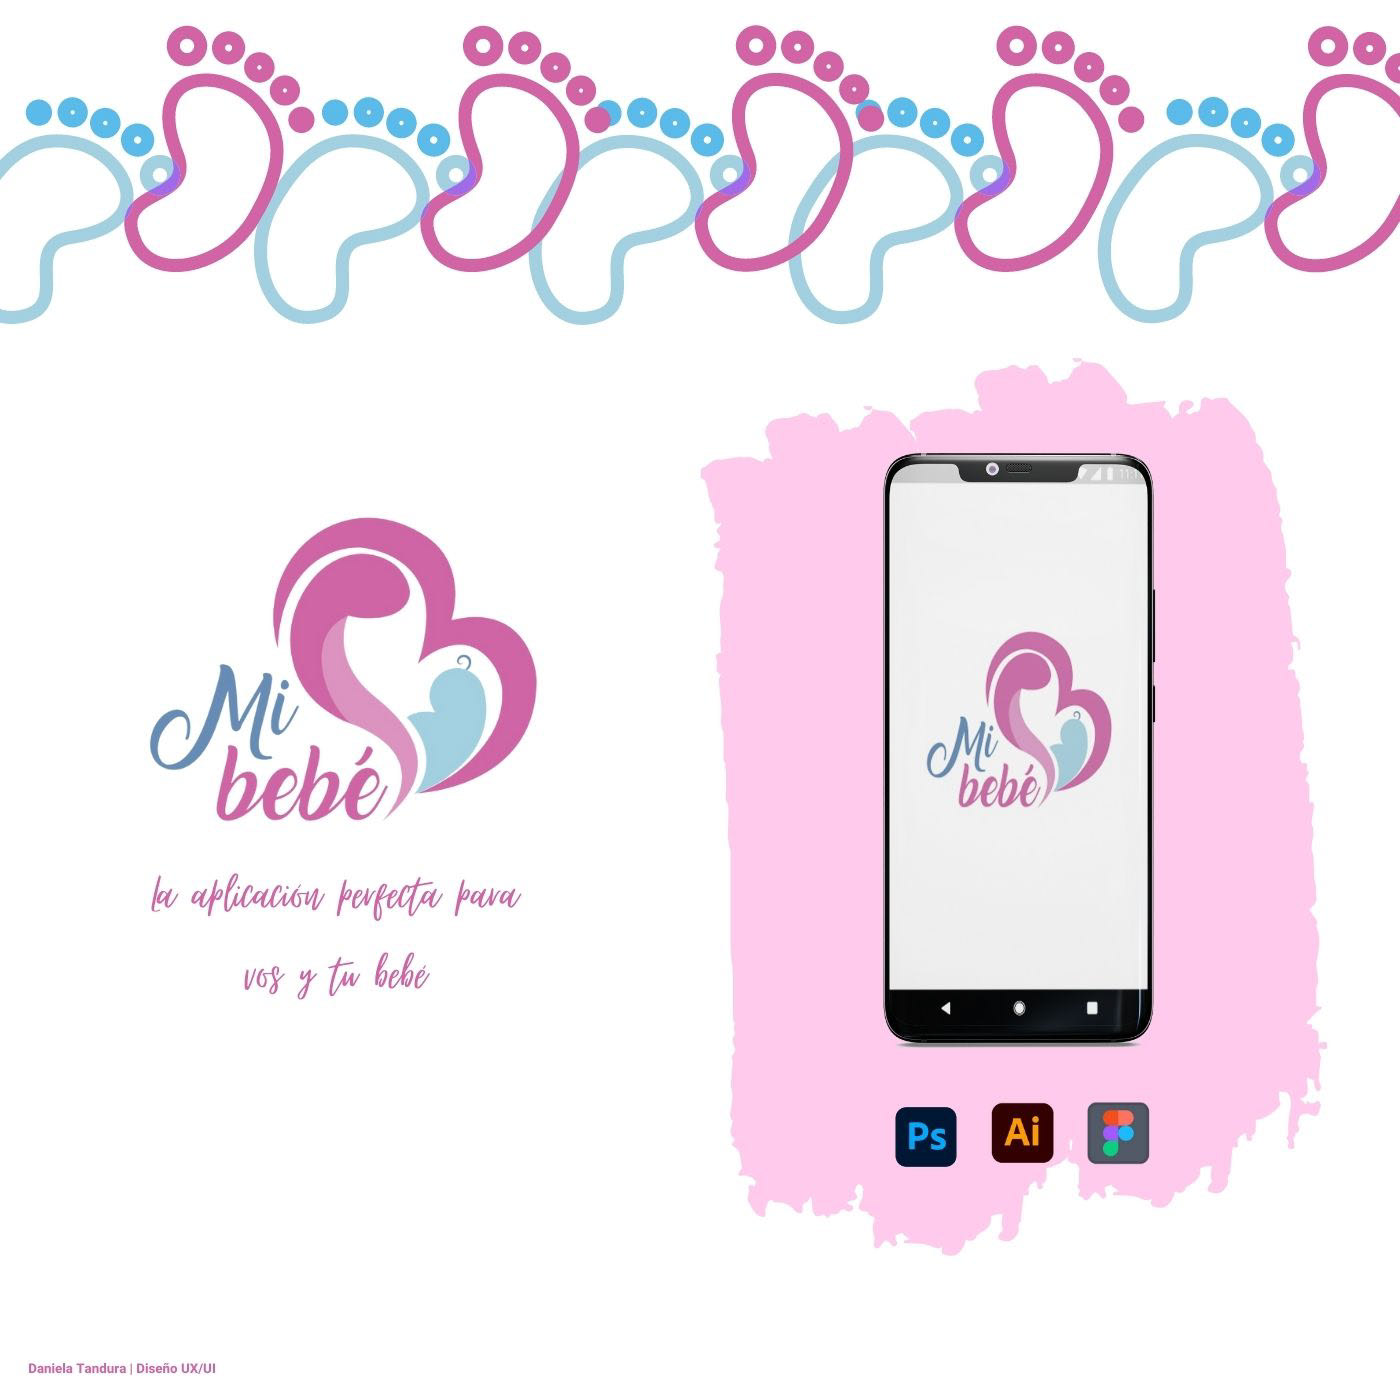 Mi
bebé
la aplicación perfecta para
vos y tu bebé
Mi
bebé
Ps
Ai
Daniela Tandura | Diseño UX/UI